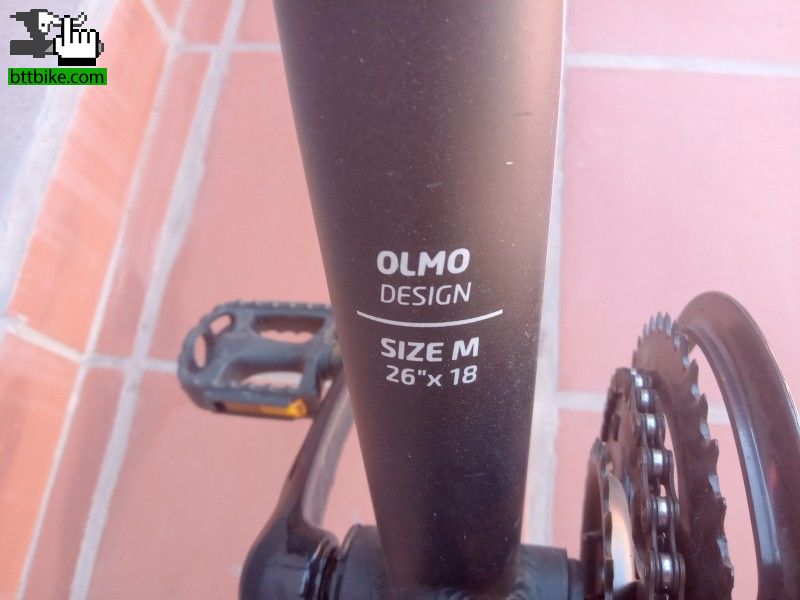 bttbike.com
OLMO
DESIGN
SIZE M
26"x 18